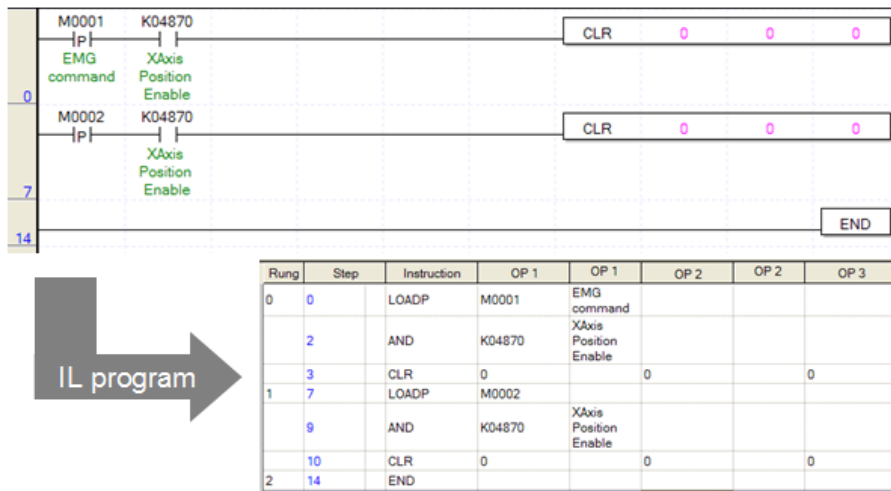 M0001 K04870
P
CLR 0 0 0
EMG XAxis
command Position
Enable
0
M0002 K04870
P
CLR 0 0 0
XAxis
Position
Enable
7
END
14
IL program
Rung Step Instruction OP 1 OP 1 OP 2 OP 2 OP 3
0 0 LOADP M0001 EMG command
2 AND K04870 XAxis Position Enable
3 CLR 0 0 0
1 7 LOADP M0002
9 AND K04870 XAxis Position Enable
10 CLR 0 0 0
2 14 END